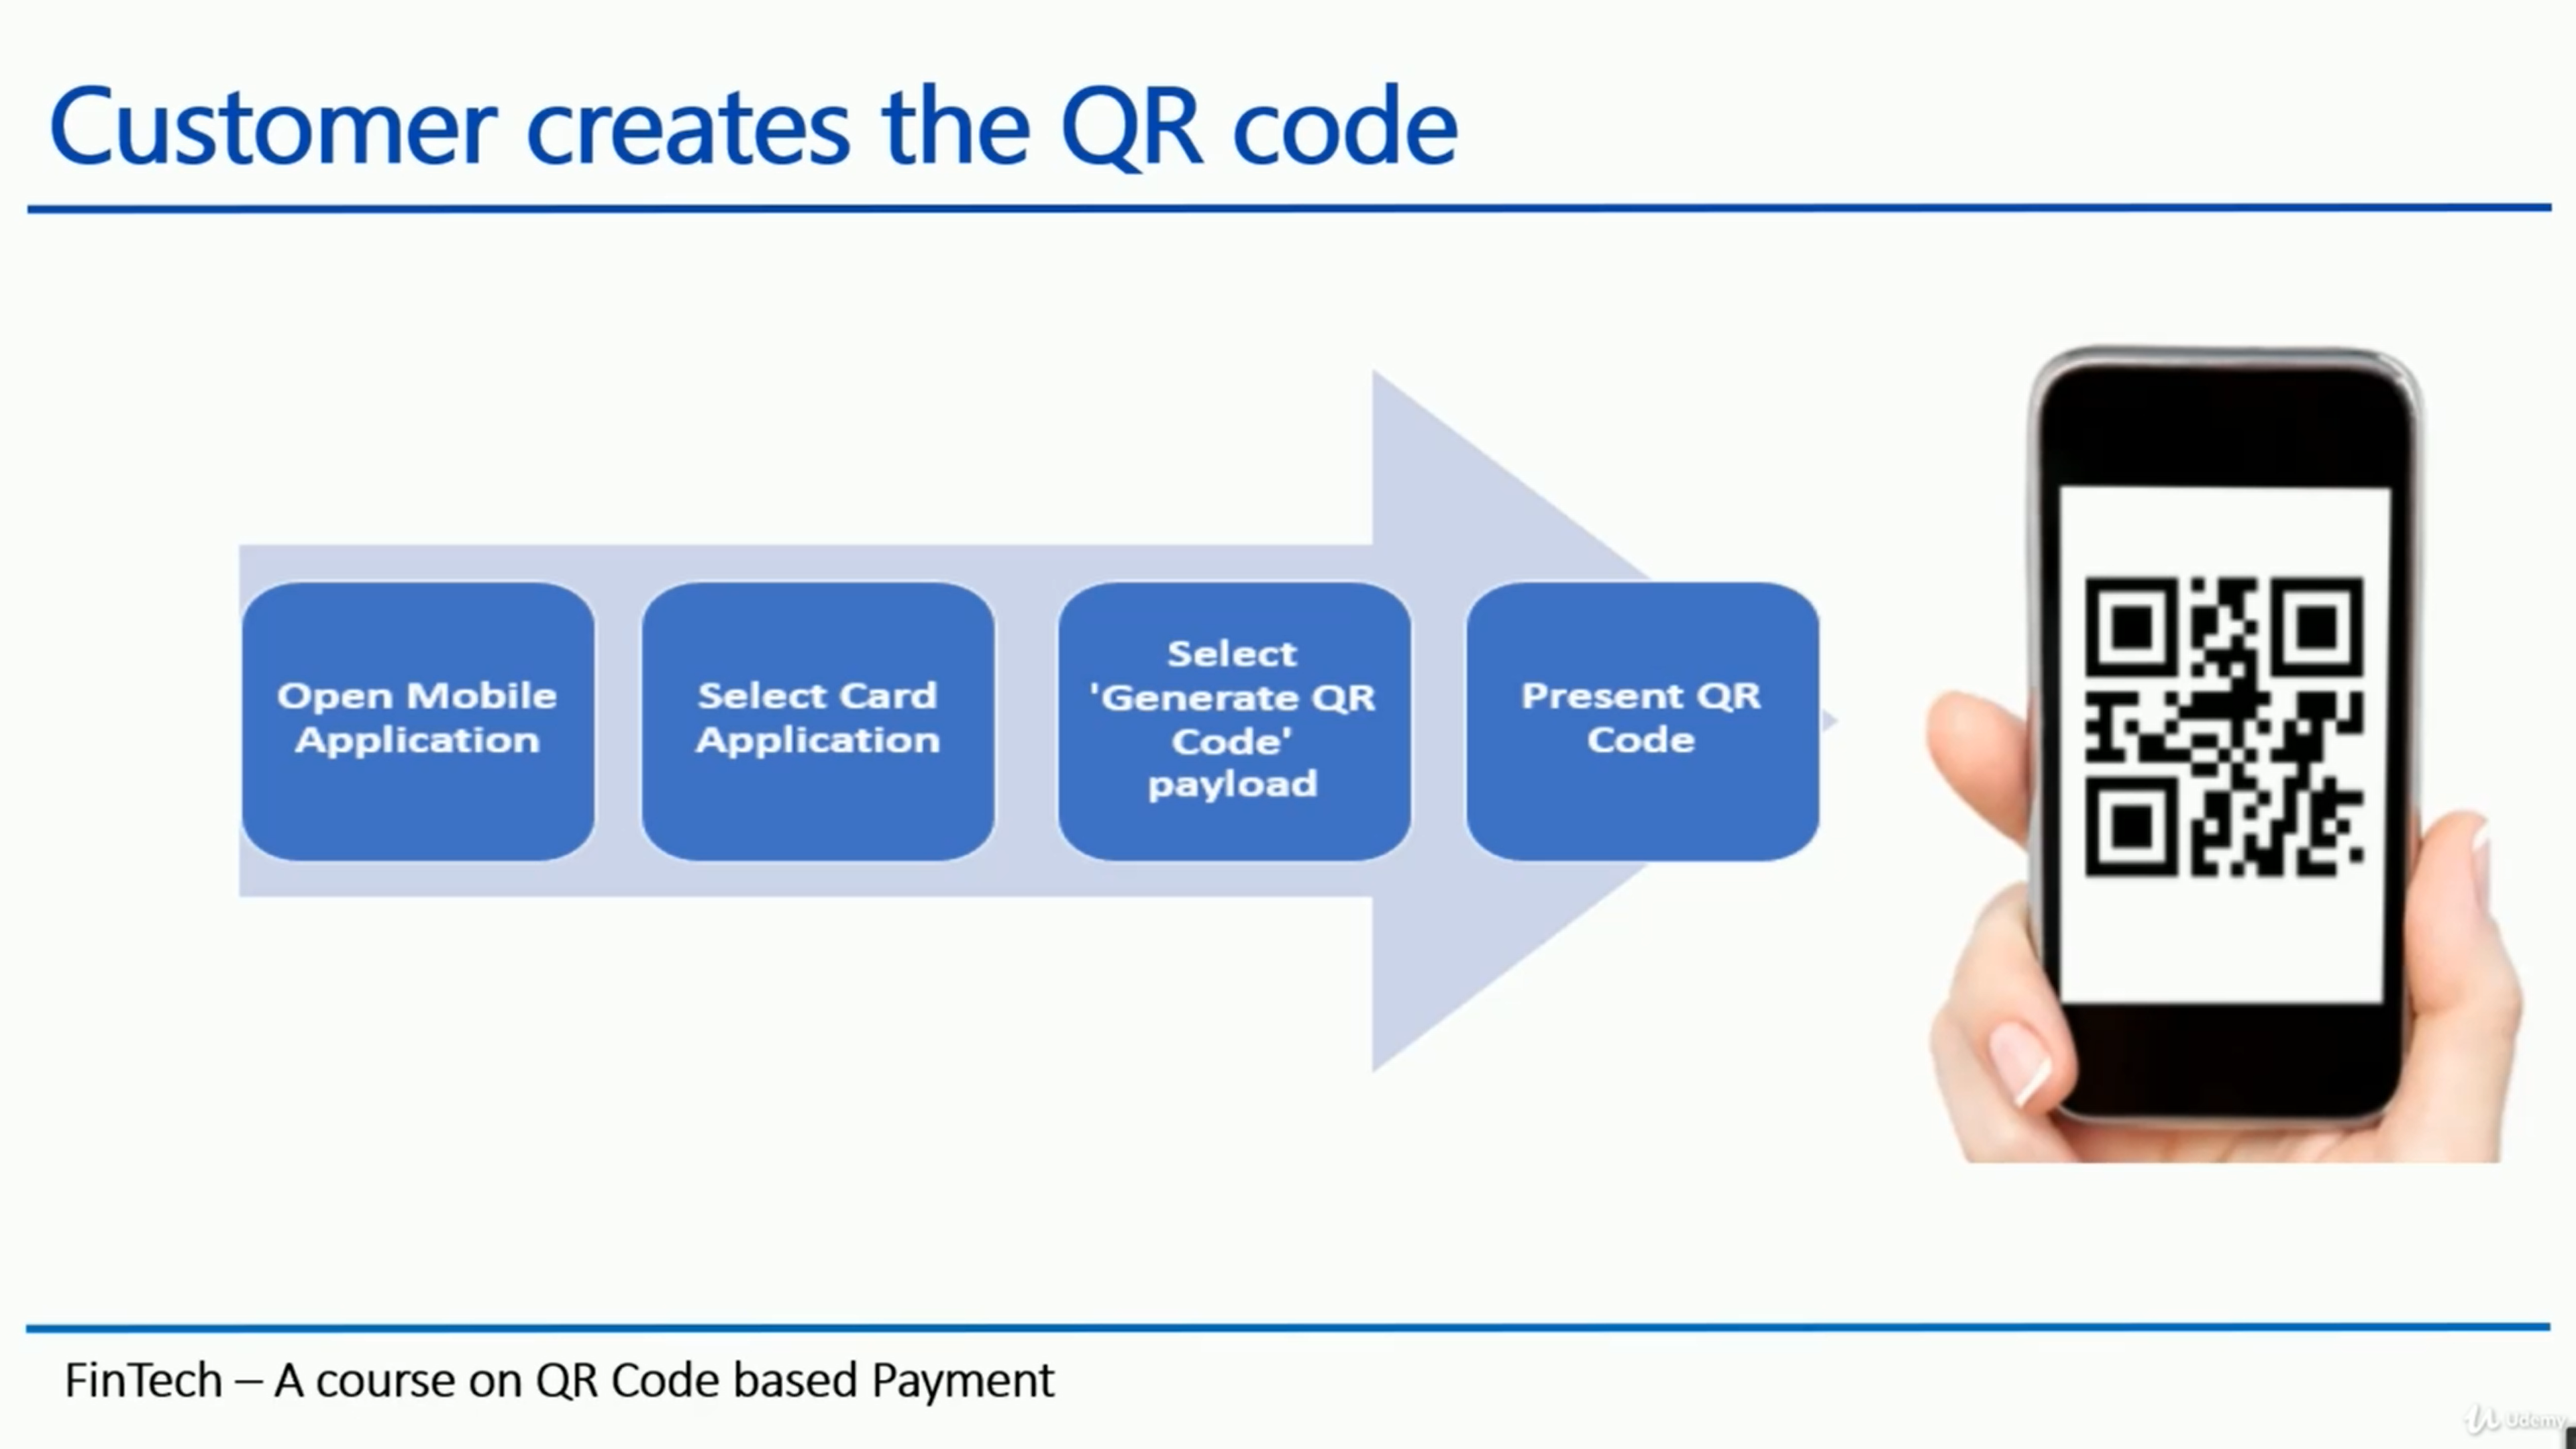 Customer creates the QR code
Open Mobile
Application
Select Card
Application
Select
'Generate QR
Code'
payload
Present QR
Code
FinTech – A course on QR Code based Payment
Udemy